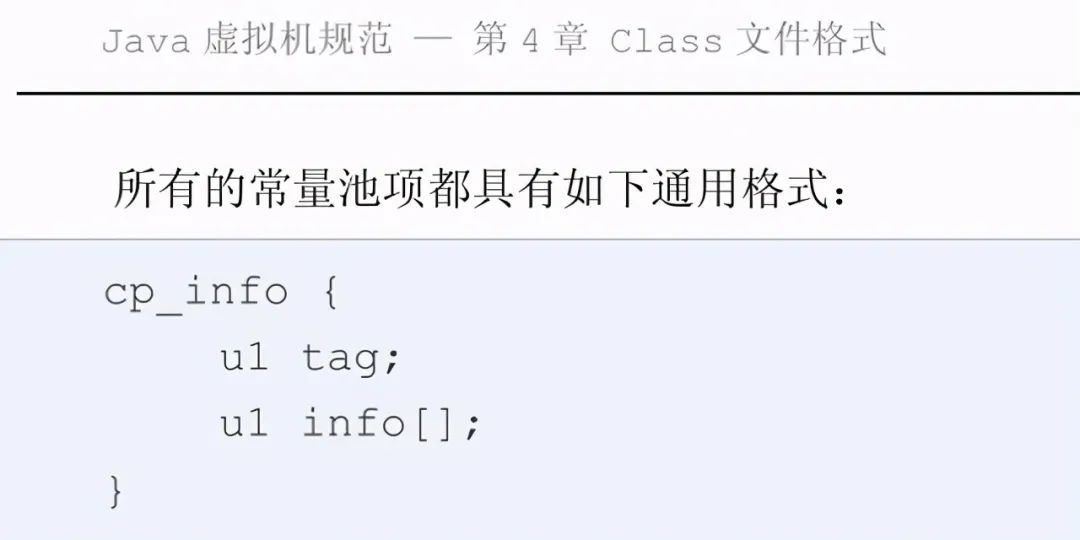 Java 虚拟机规范 — 第 4 章 Class 文件格式
所有的常量池项都具有如下通用格式：
cp_info {
u1 tag;
u1 info[];
}